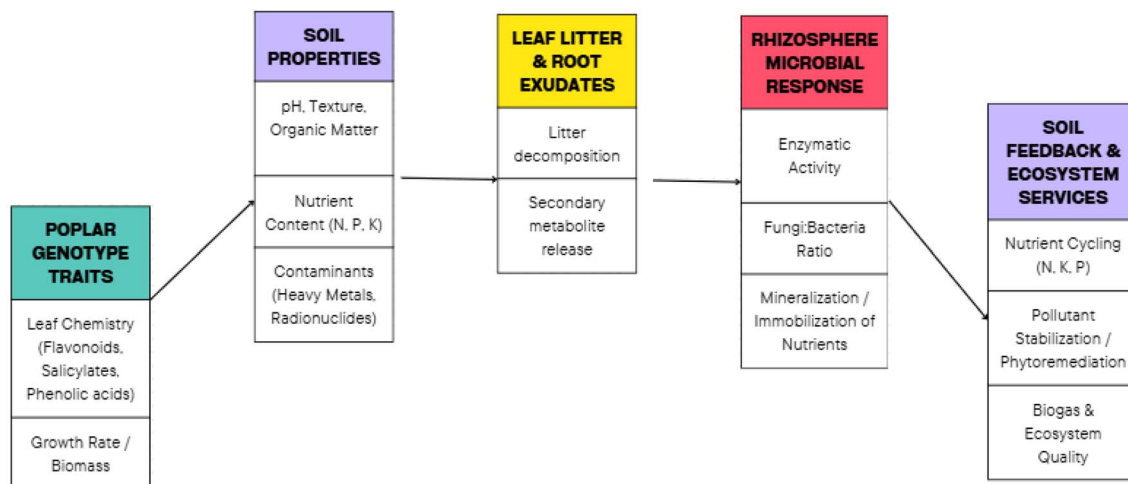 POPLAR
GENOTYPE
TRAITS
Leaf Chemistry
(Flavonoids,
Salicylates,
Phenolic acids)
Growth Rate /
Biomass
SOIL
PROPERTIES
pH, Texture,
Organic Matter
Nutrient
Content (N, P, K)
Contaminants
(Heavy Metals,
Radionuclides)
LEAF LITTER
& ROOT
EXUDATES
Litter
decomposition
Secondary
metabolite
release
RHIZOSPHERE
MICROBIAL
RESPONSE
Enzymatic
Activity
Fungi:Bacteria
Ratio
Mineralization /
Immobilization of
Nutrients
SOIL
FEEDBACK &
ECOSYSTEM
SERVICES
Nutrient Cycling
(N, K, P)
Pollutant
Stabilization /
Phytoremediation
Biogas &
Ecosystem
Quality